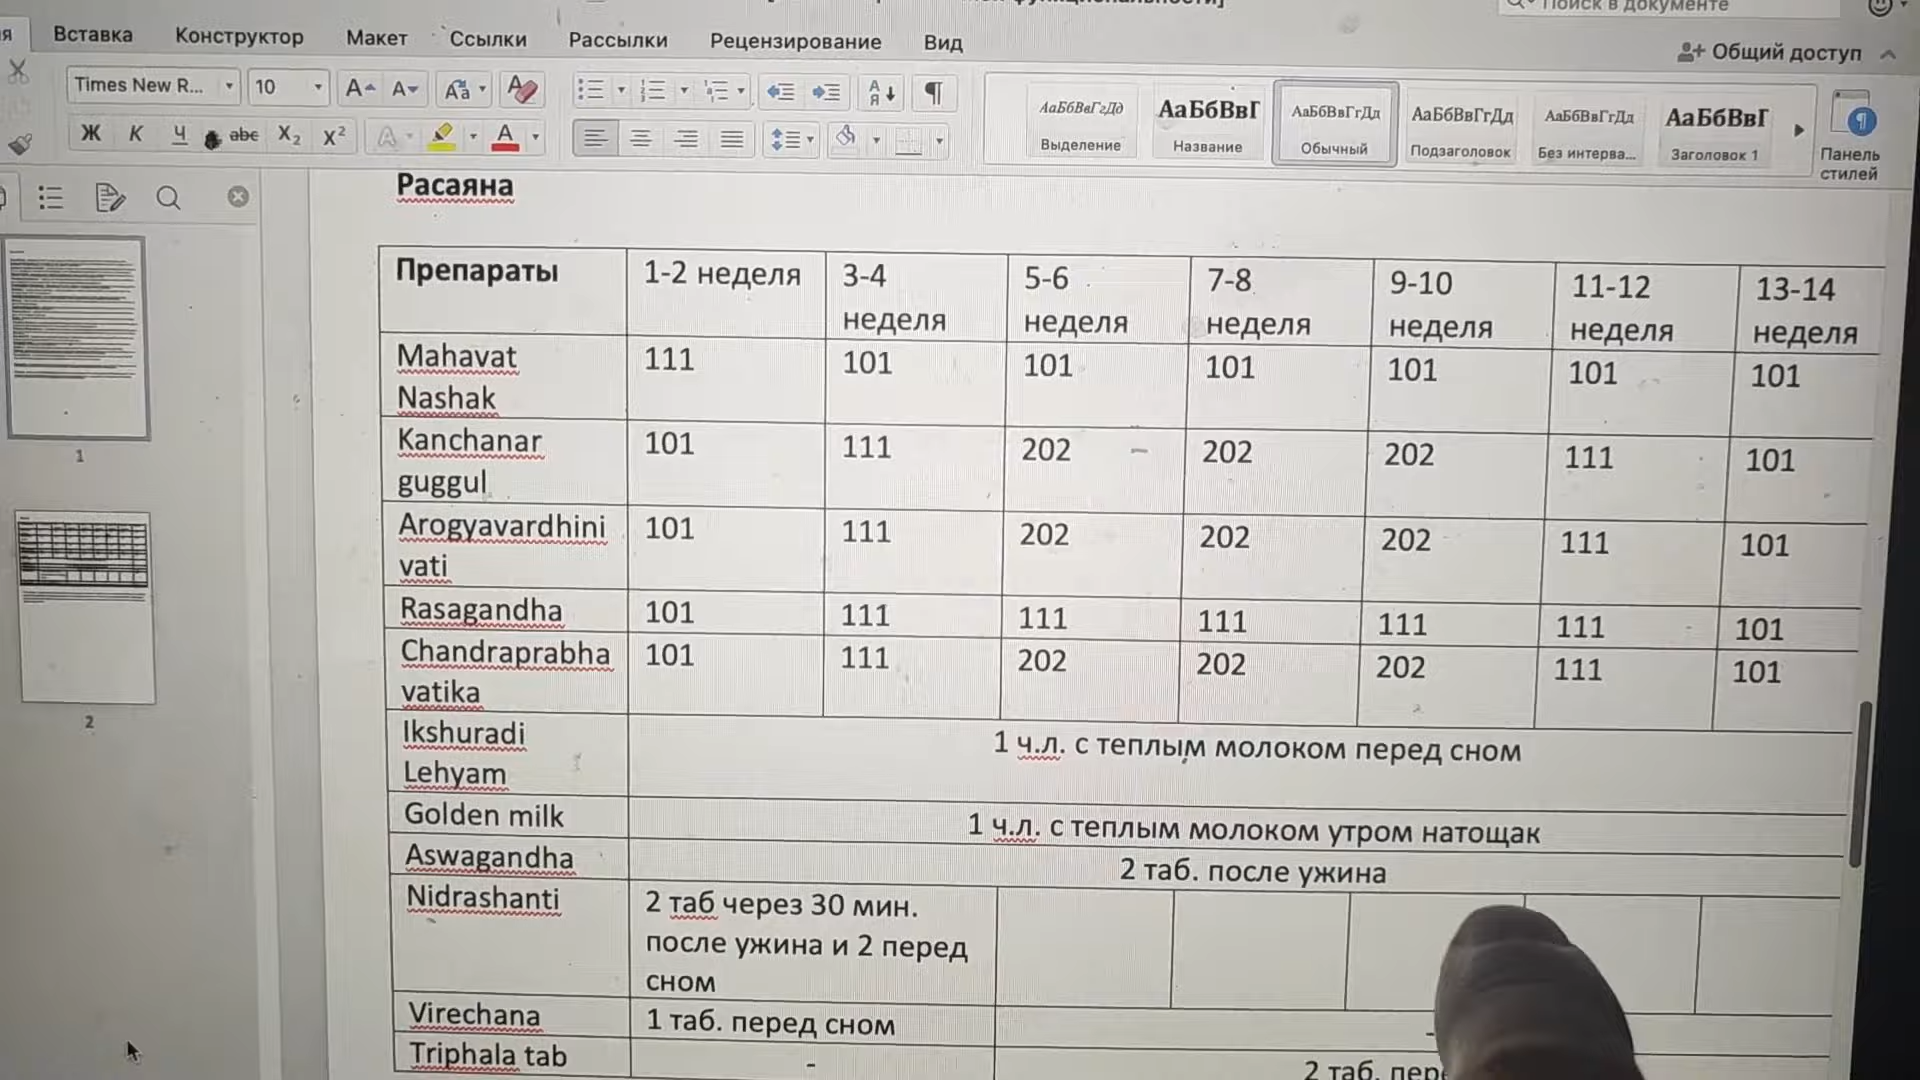 Поиск в документе
Вставка Конструктор Макет Ссылки Рассылки Рецензирование Вид
Общий доступ
Times New R... 10
Ж К Ч abc X2 X2
АаБбВвГгДд АаБбВвГ АаБбВвГгДд АаБбВвГгДд АаБбВвГгДд АаБбВвГ
Выделение Название Обычный Подзаголовок Без интерва... Заголовок 1
Панель
стилей
Расаяна
Препараты 1-2 неделя 3-4 неделя 5-6 неделя 7-8 неделя 9-10 неделя 11-12 неделя 13-14 неделя
Mahavat Nashak 111 101 101 101 101 101 101
Kanchanar guggul 101 111 202 202 202 111 101
Arogyavardhini vati 101 111 202 202 202 111 101
Rasagandha 101 111 111 111 111 111 101
Chandraprabha vatika 101 111 202 202 202 111 101
Ikshuradi Lehyam 1 ч.л. с теплым молоком перед сном
Golden milk 1 ч.л. с теплым молоком утром натощак
Aswagandha 2 таб. после ужина
Nidrashanti 2 таб через 30 мин.
после ужина и 2 перед
сном
Virechana 1 таб. перед сном -
Triphala tab - 2 таб.
1
2